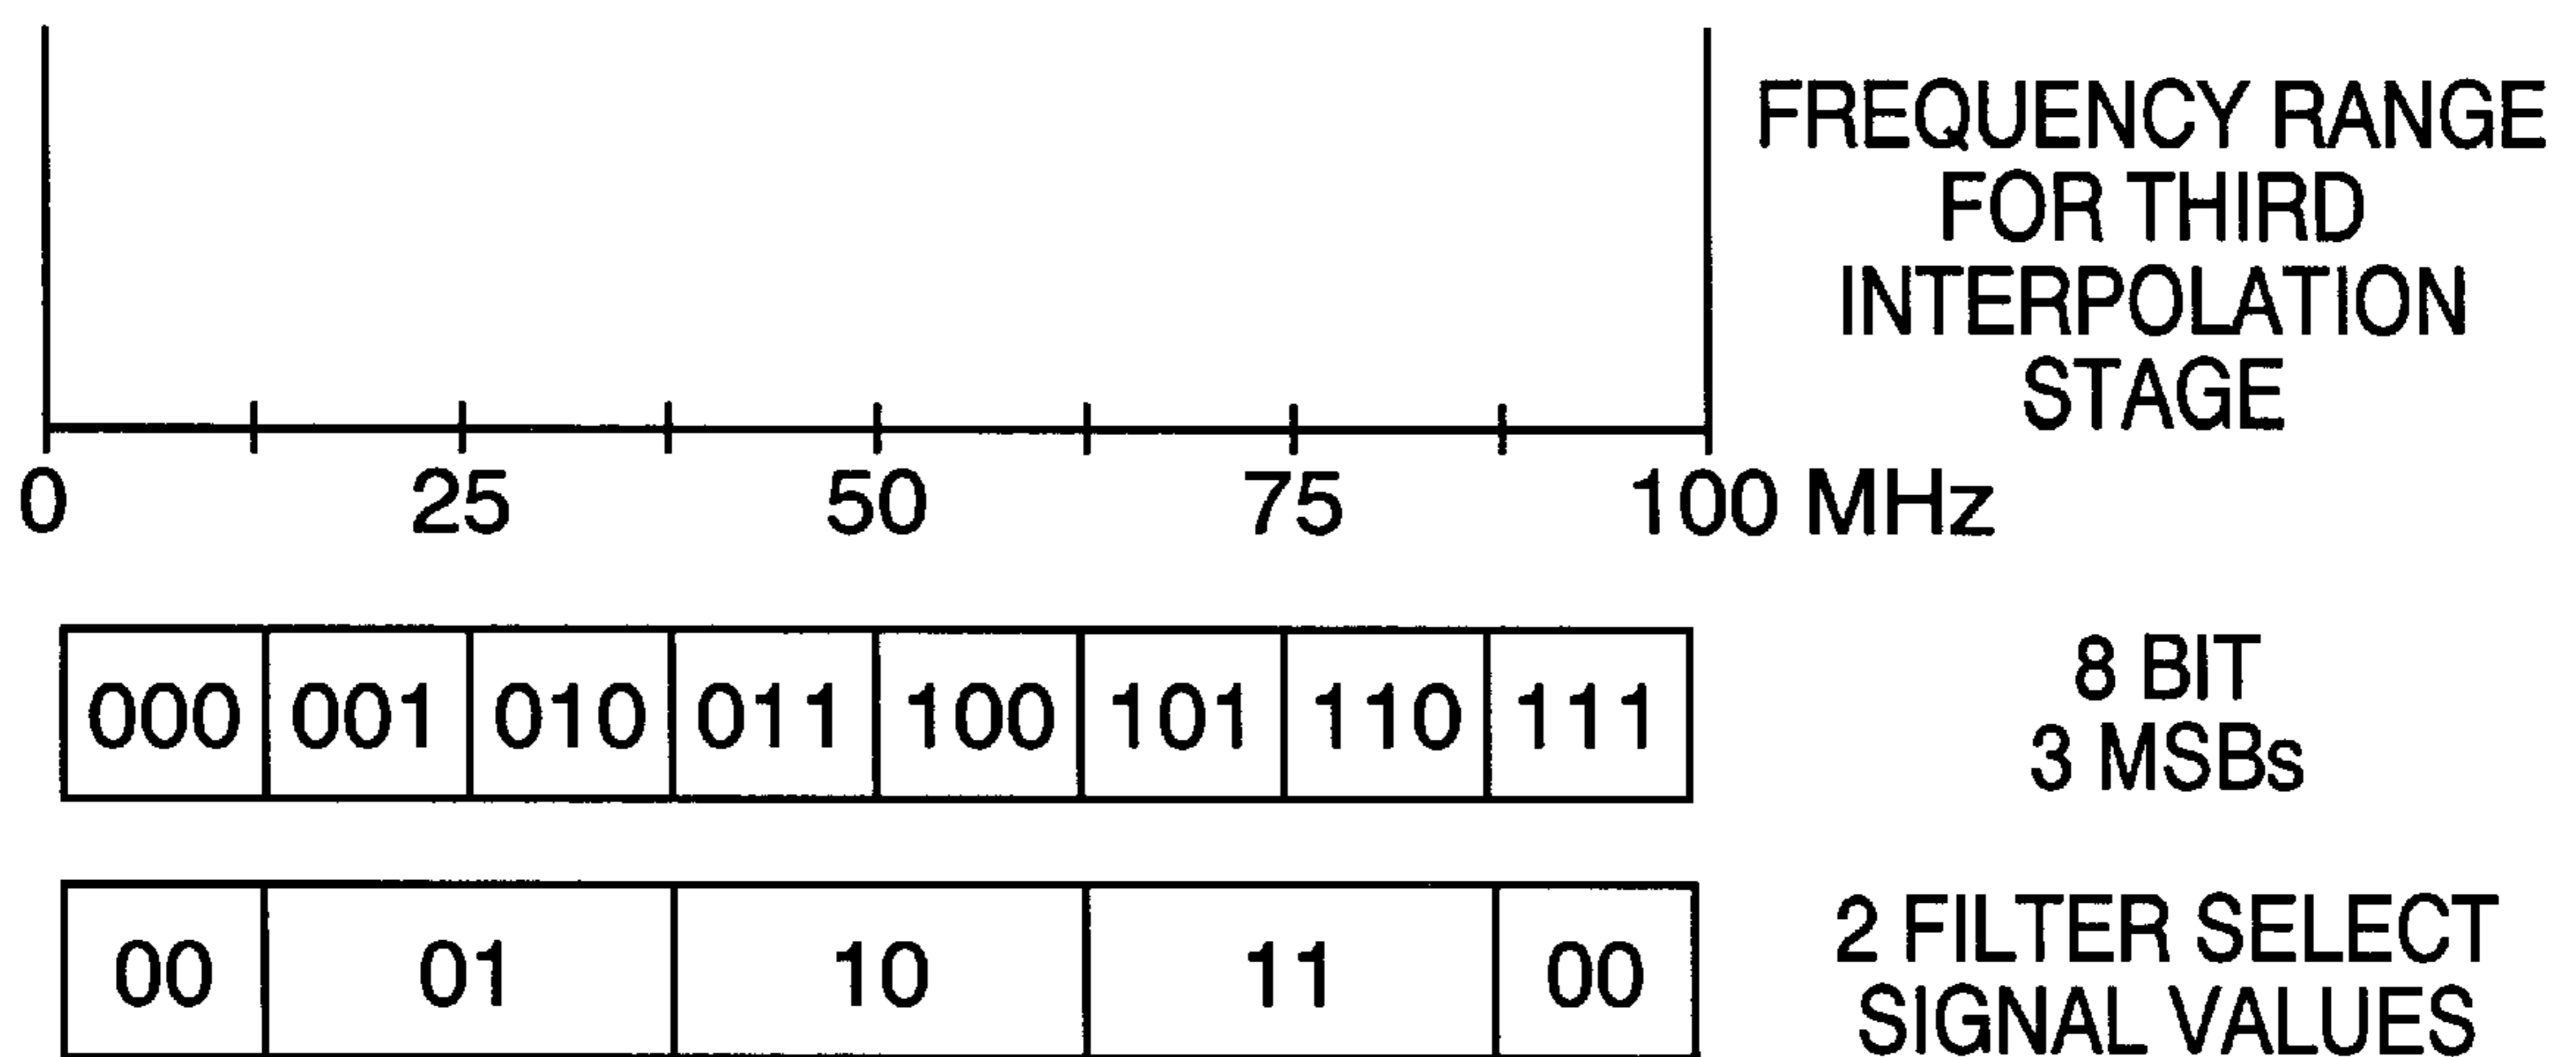 FREQUENCY RANGE
FOR THIRD
INTERPOLATION
STAGE
0 25 50 75 100 MHz
000 001 010 011 100 101 110 111
8 BIT
3 MSBs
00 01 10 11 00
2 FILTER SELECT
SIGNAL VALUES